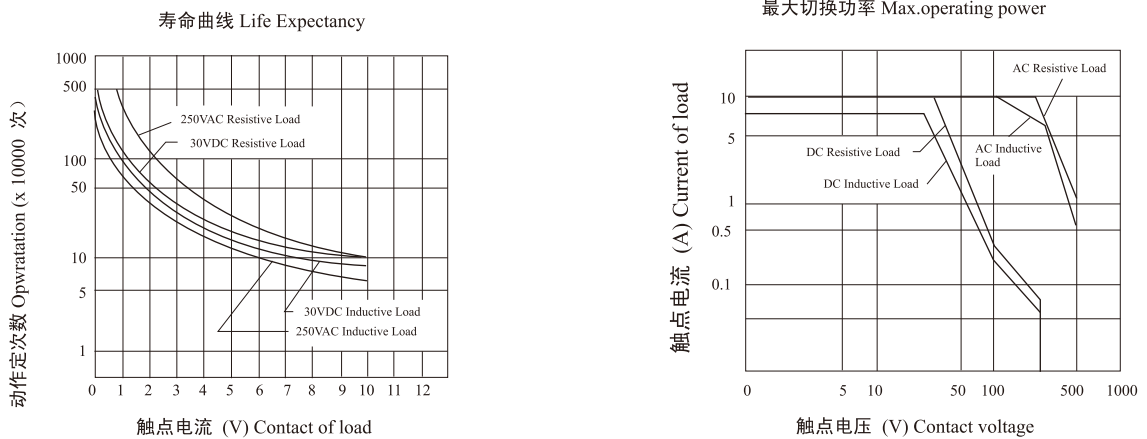 寿命曲线 Life Expectancy
1000
500
100
50
10
5
1
250VAC Resistive Load
30VDC Resistive Load
30VDC Inductive Load
250VAC Inductive Load
0 1 2 3 4 5 6 7 8 9 10 11 12
动作定次数 Opwratation (x 10000 次)
触点电流 (V) Contact of load
最大切换功率 Max.operating power
10
5
1
0.5
0.1
AC Resistive Load
AC Inductive
Load
DC Resistive Load
DC Inductive Load
0 5 10 50 100 500 1000
触点电流 (A) Current of load
触点电压 (V) Contact voltage